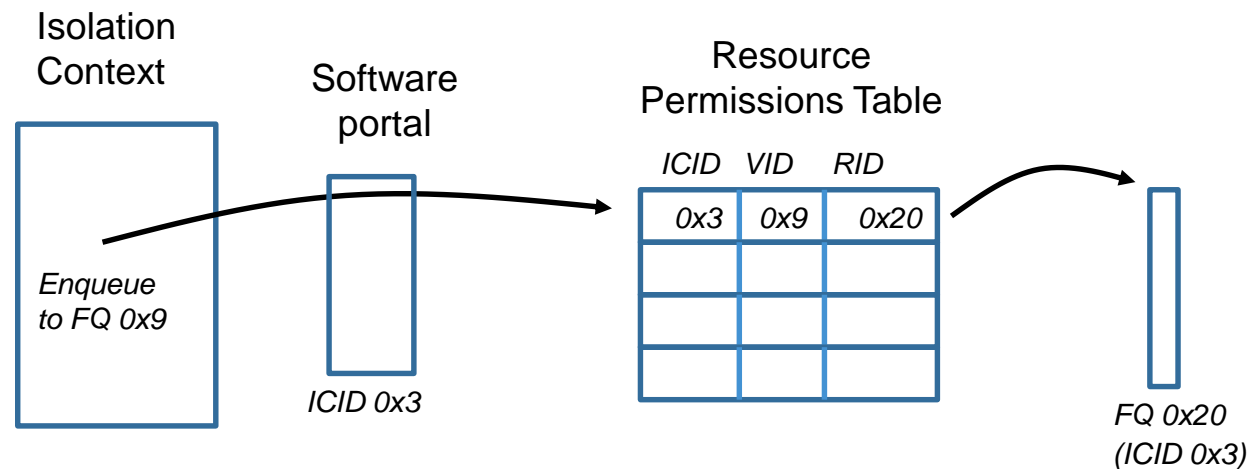 Isolation
Context
Software
portal
Resource
Permissions Table
ICID VID RID
0x3 0x9 0x20
Enqueue
to FQ 0x9
ICID 0x3
FQ 0x20
(ICID 0x3)